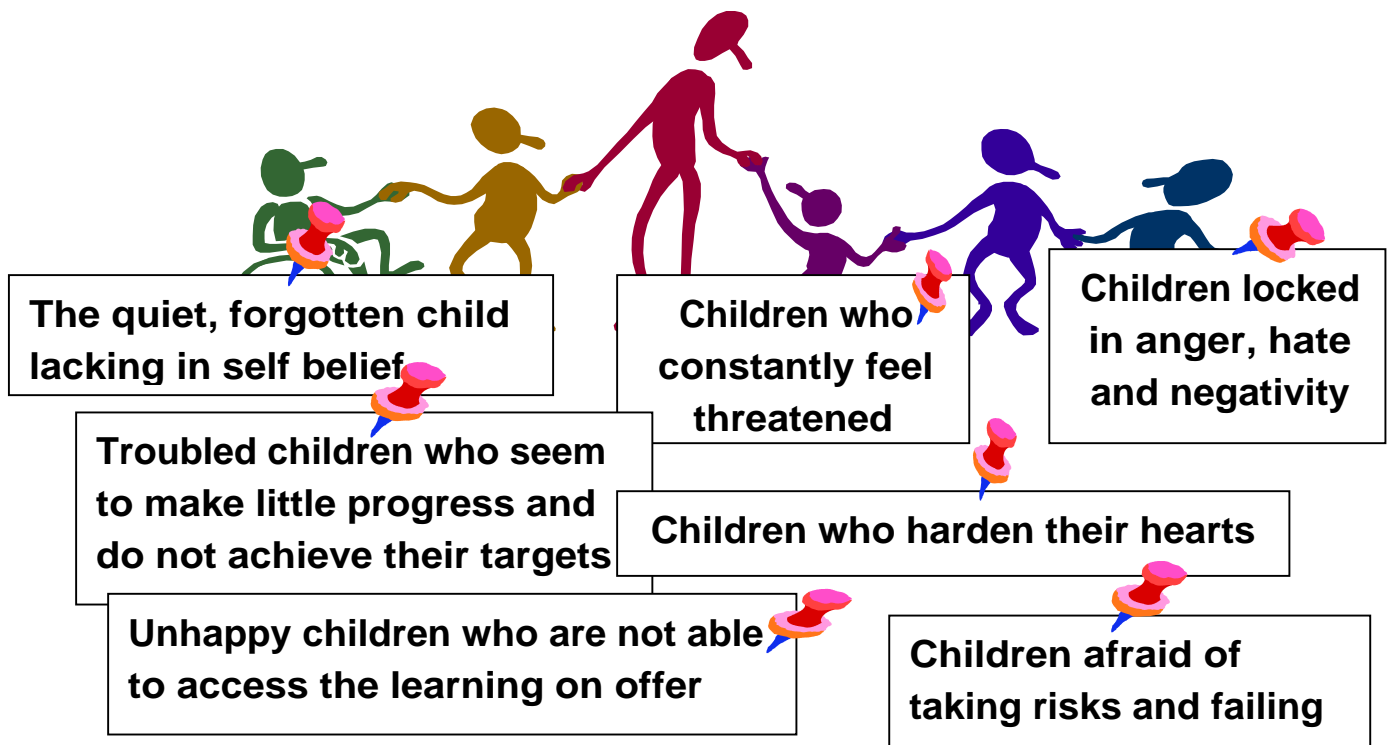 The quiet, forgotten child
lacking in self belief
Children who
constantly feel
threatened
Children locked
in anger, hate
and negativity
Troubled children who seem
to make little progress and
do not achieve their targets
Children who harden their hearts
Unhappy children who are not able
to access the learning on offer
Children afraid of
taking risks and failing